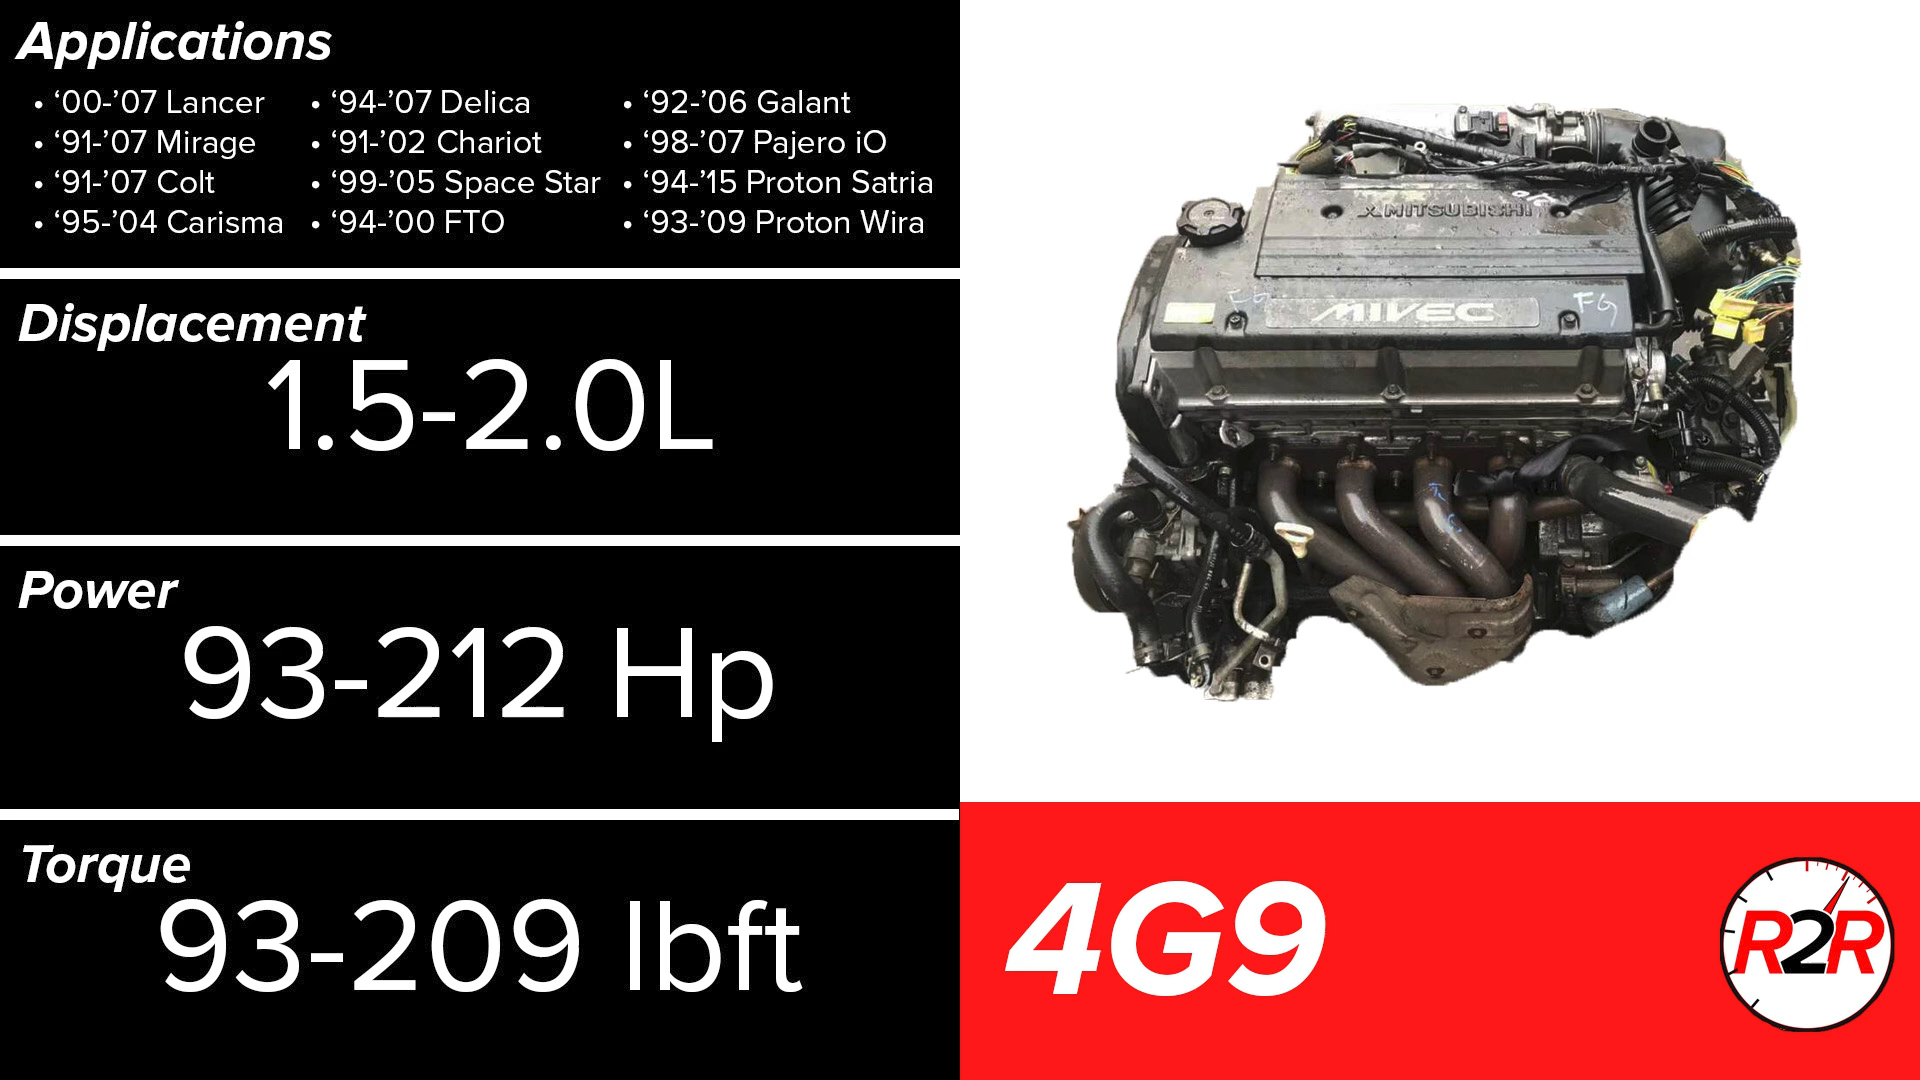 Applications
• ‘00-’07 Lancer
• ‘91-’07 Mirage
• ‘91-’07 Colt
• ‘95-’04 Carisma
• ‘94-’07 Delica
• ‘91-’02 Chariot
• ‘99-’05 Space Star
• ‘94-’00 FTO
• ‘92-’06 Galant
• ‘98-’07 Pajero iO
• ‘94-’15 Proton Satria
• ‘93-’09 Proton Wira
Displacement
1.5-2.0L
Power
93-212 Hp
Torque
93-209 lbft
MITSUBISHI
MIVEC
FG
4G9
R2R